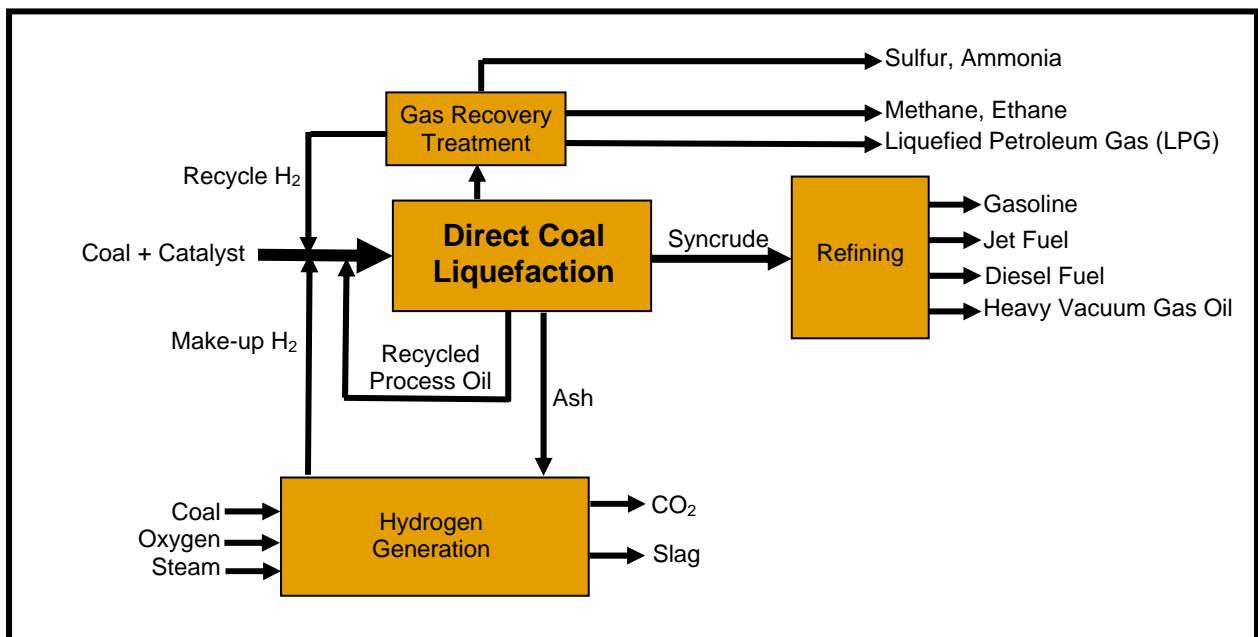 Sulfur, Ammonia
Gas Recovery
Treatment
Methane, Ethane
Liquefied Petroleum Gas (LPG)
Recycle H₂
Coal + Catalyst
Direct Coal
Liquefaction
Syncrude
Refining
Gasoline
Jet Fuel
Diesel Fuel
Heavy Vacuum Gas Oil
Make-up H₂
Recycled
Process Oil
Ash
Coal
Oxygen
Steam
Hydrogen
Generation
CO₂
Slag